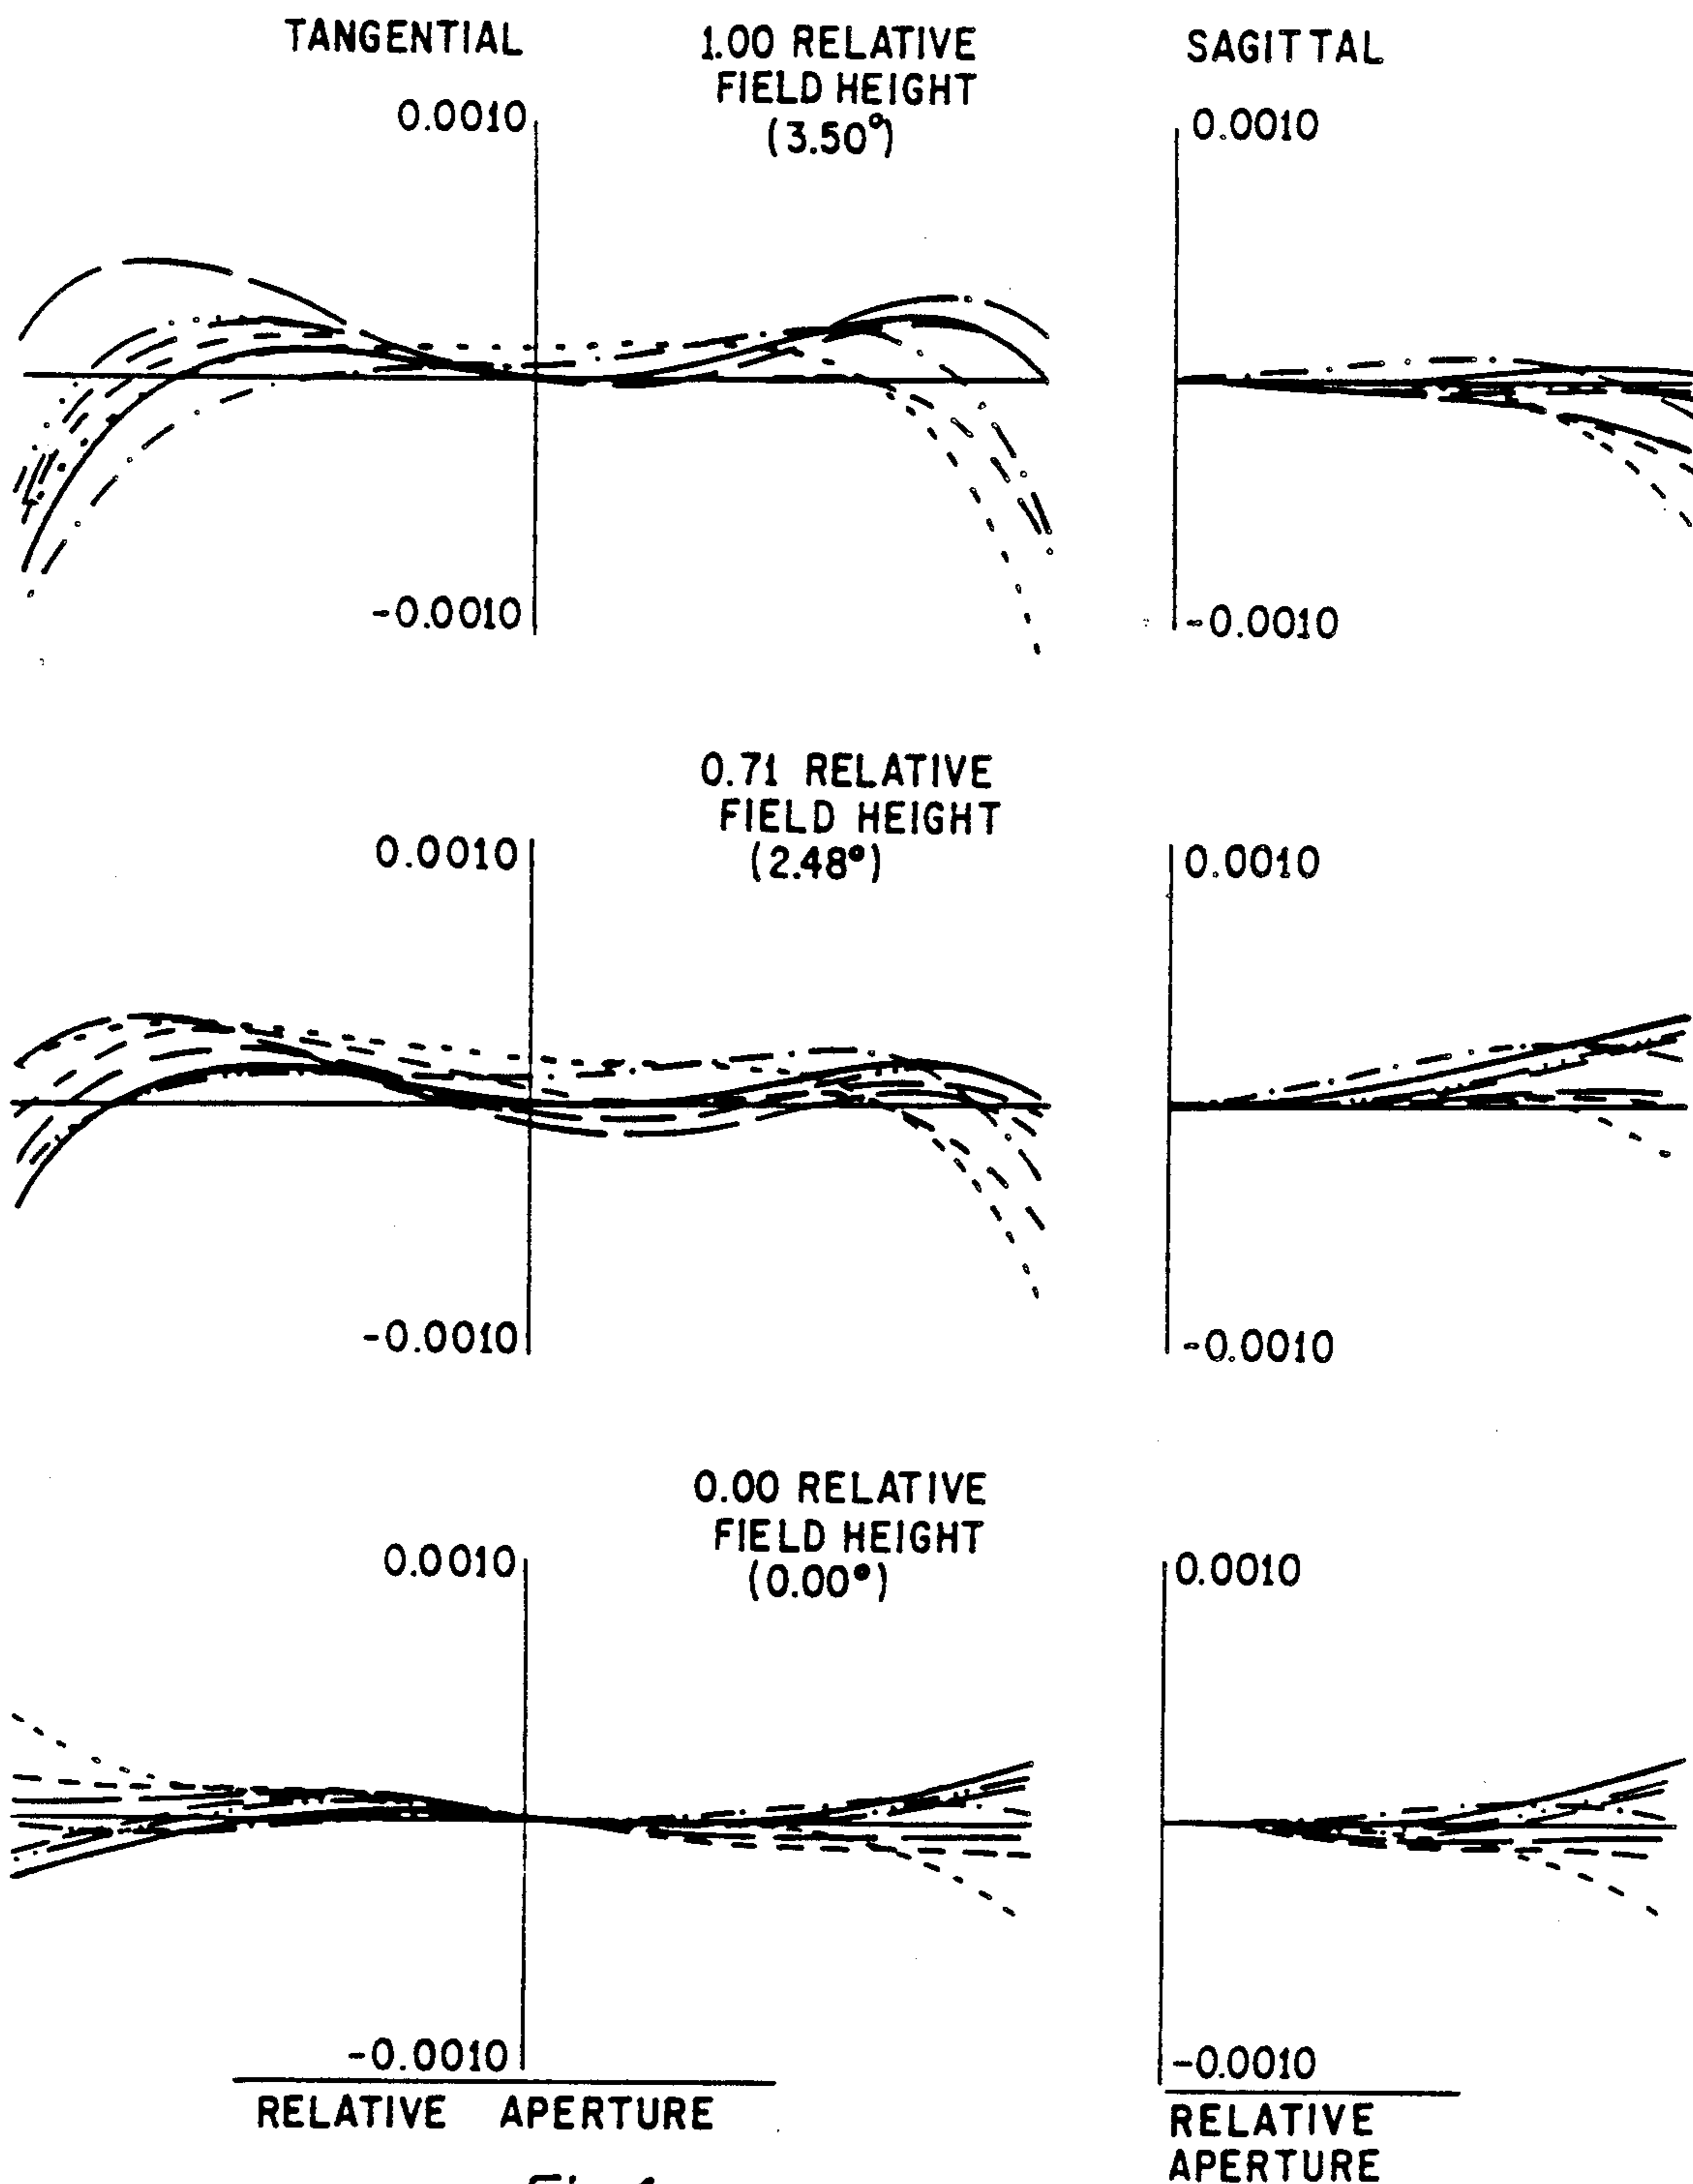 TANGENTIAL
1.00 RELATIVE
FIELD HEIGHT
(3.50°)
SAGITTAL
0.0010
0.0010
-0.0010
-0.0010
0.71 RELATIVE
FIELD HEIGHT
(2.48°)
0.0010
0.0010
-0.0010
-0.0010
0.00 RELATIVE
FIELD HEIGHT
(0.00°)
0.0010
0.0010
-0.0010
-0.0010
RELATIVE APERTURE
RELATIVE
APERTURE